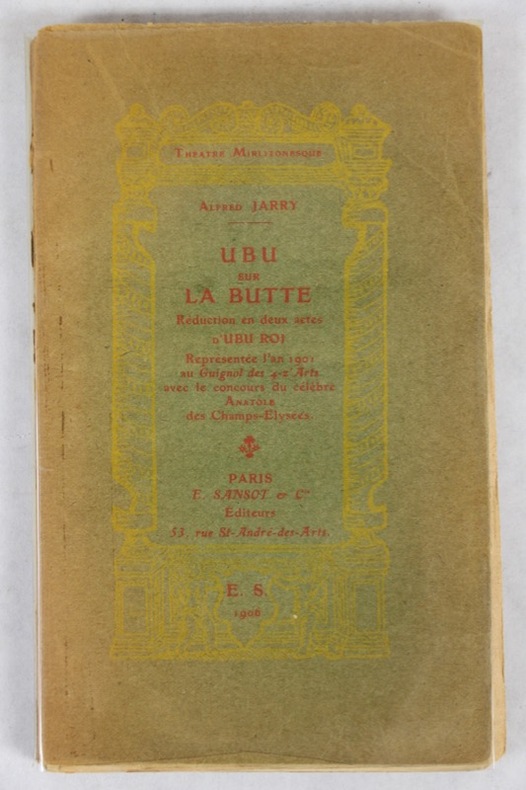 Théatre Mirlitonesque
Alfred JARRY
UBU
SUR
LA BUTTE
Réduction en deux actes
D'UBU ROI
Représentée l'an 1901
au Guignol des 4-z Arts
avec le concours du célèbre
Anatole
des Champs-Elysées.
PARIS
E. SANSOT & Cie
Éditeurs
53, rue St-André-des-Arts.
E. S.
1906